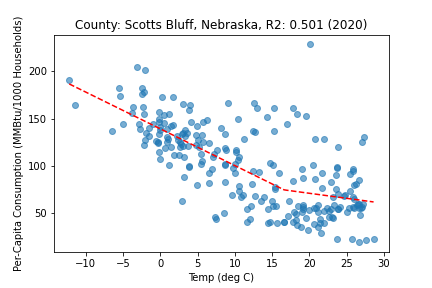 County: Scotts Bluff, Nebraska, R2: 0.501 (2020)
Per-Capita Consumption (MMBtu/1000 Households)
200
150
100
50
−10 −5 0 5 10 15 20 25 30
Temp (deg C)